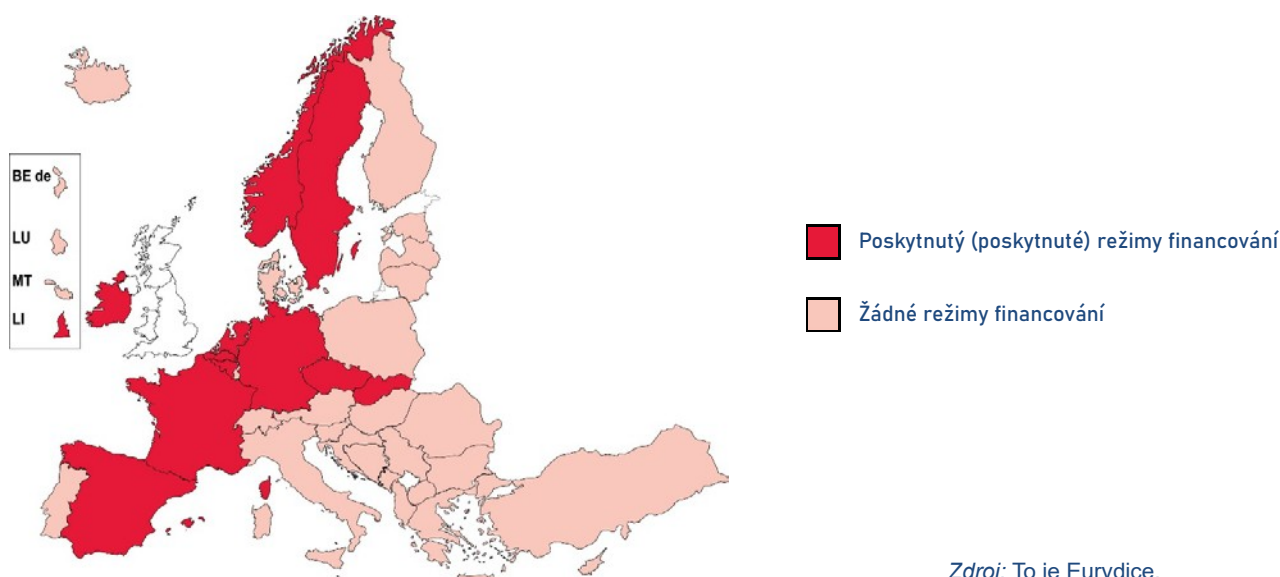 BE de
LU
MT
LI
Poskytnutý (poskytnuté) režimy financování
Žádné režimy financování
Zdroj: To je Eurydice.